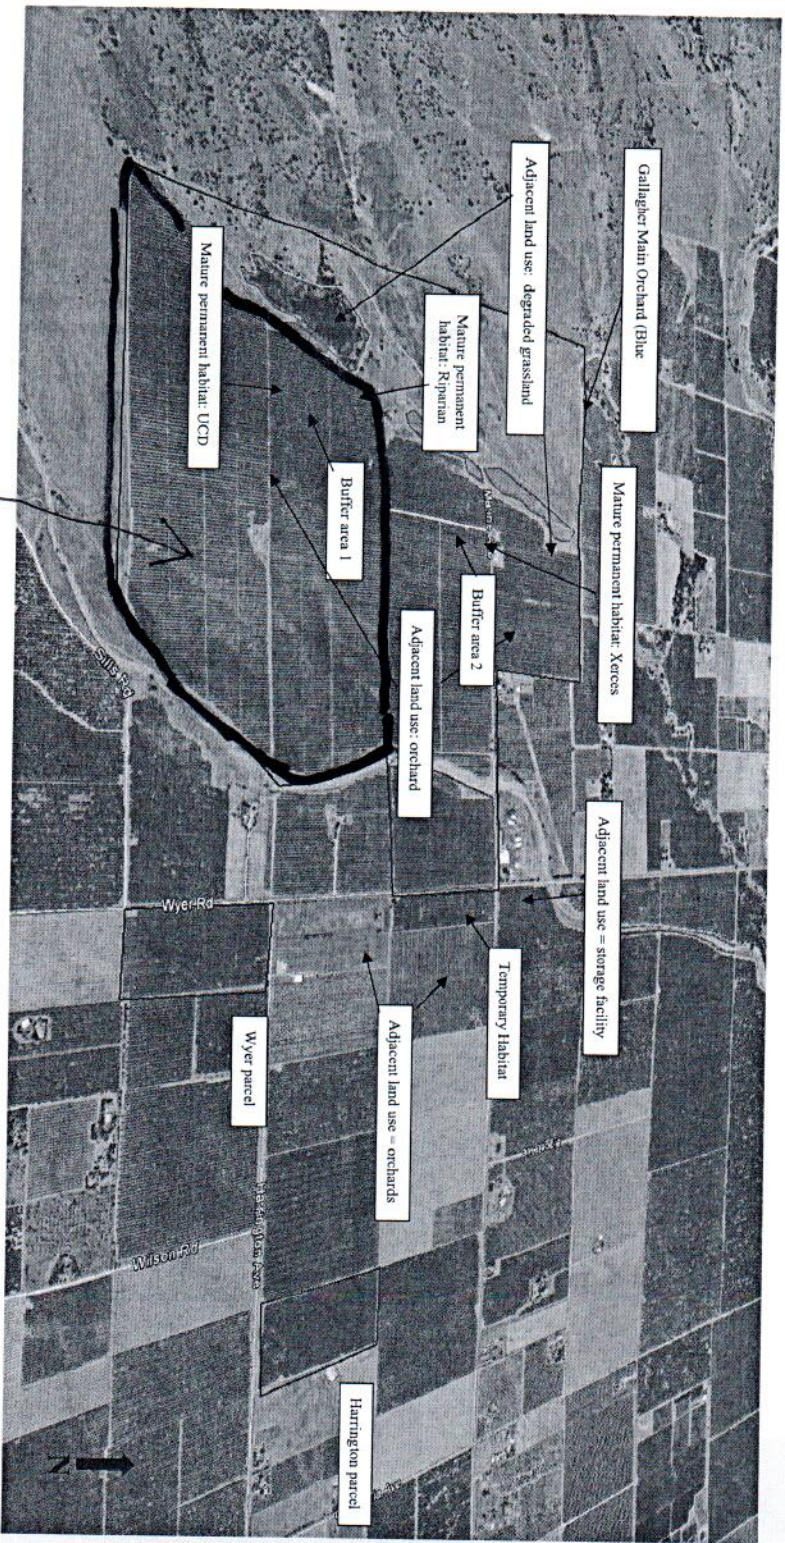 Gallagher Main Orchard (Blue
Adjacent land use: degraded grassland
Mature permanent
habitat: Riparian
Mature permanent habitat: UCD
Buffer area 1
Mature permanent habitat: Xerces
Buffer area 2
Adjacent land use: orchard
Adjacent land use = storage facility
Temporary Habitat
Adjacent land use = orchards
Wyer parcel
Harrington parcel
Sills Rd
Wyer Rd
Wilson Rd
Harrington Ave
N